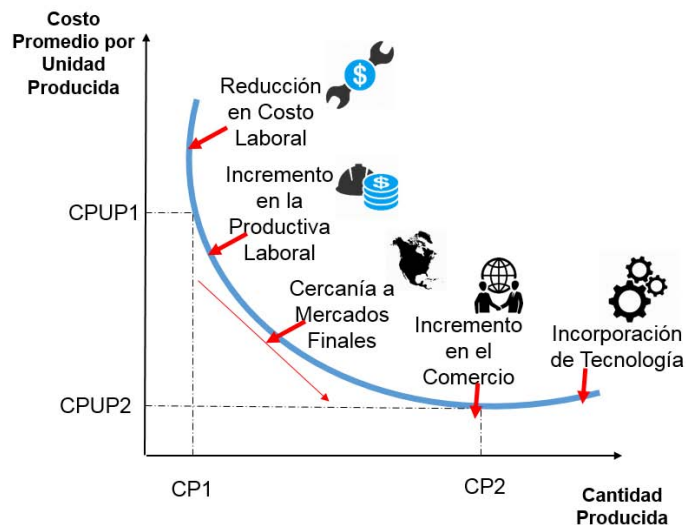 Costo
Promedio por
Unidad
Producida
$
Reducción
en Costo
Laboral
Incremento
en la
Productiva
Laboral
$
CPUP1
Cercanía a
Mercados
Finales
Incremento
en el
Comercio
Incorporación
de Tecnología
CPUP2
CP1
CP2
Cantidad
Producida